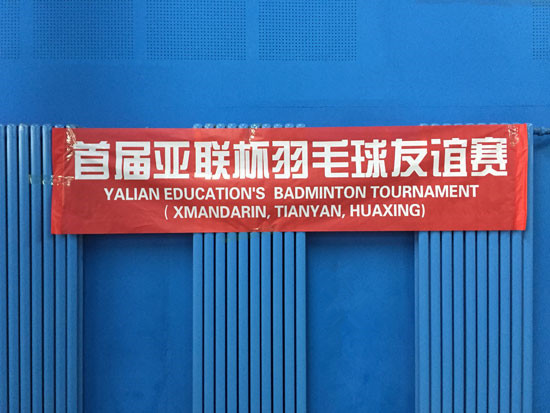 首届亚联杯羽毛球友谊赛
YALIAN EDUCATION'S BADMINTON TOURNAMENT
( XMANDARIN, TIANYAN, HUAXING)